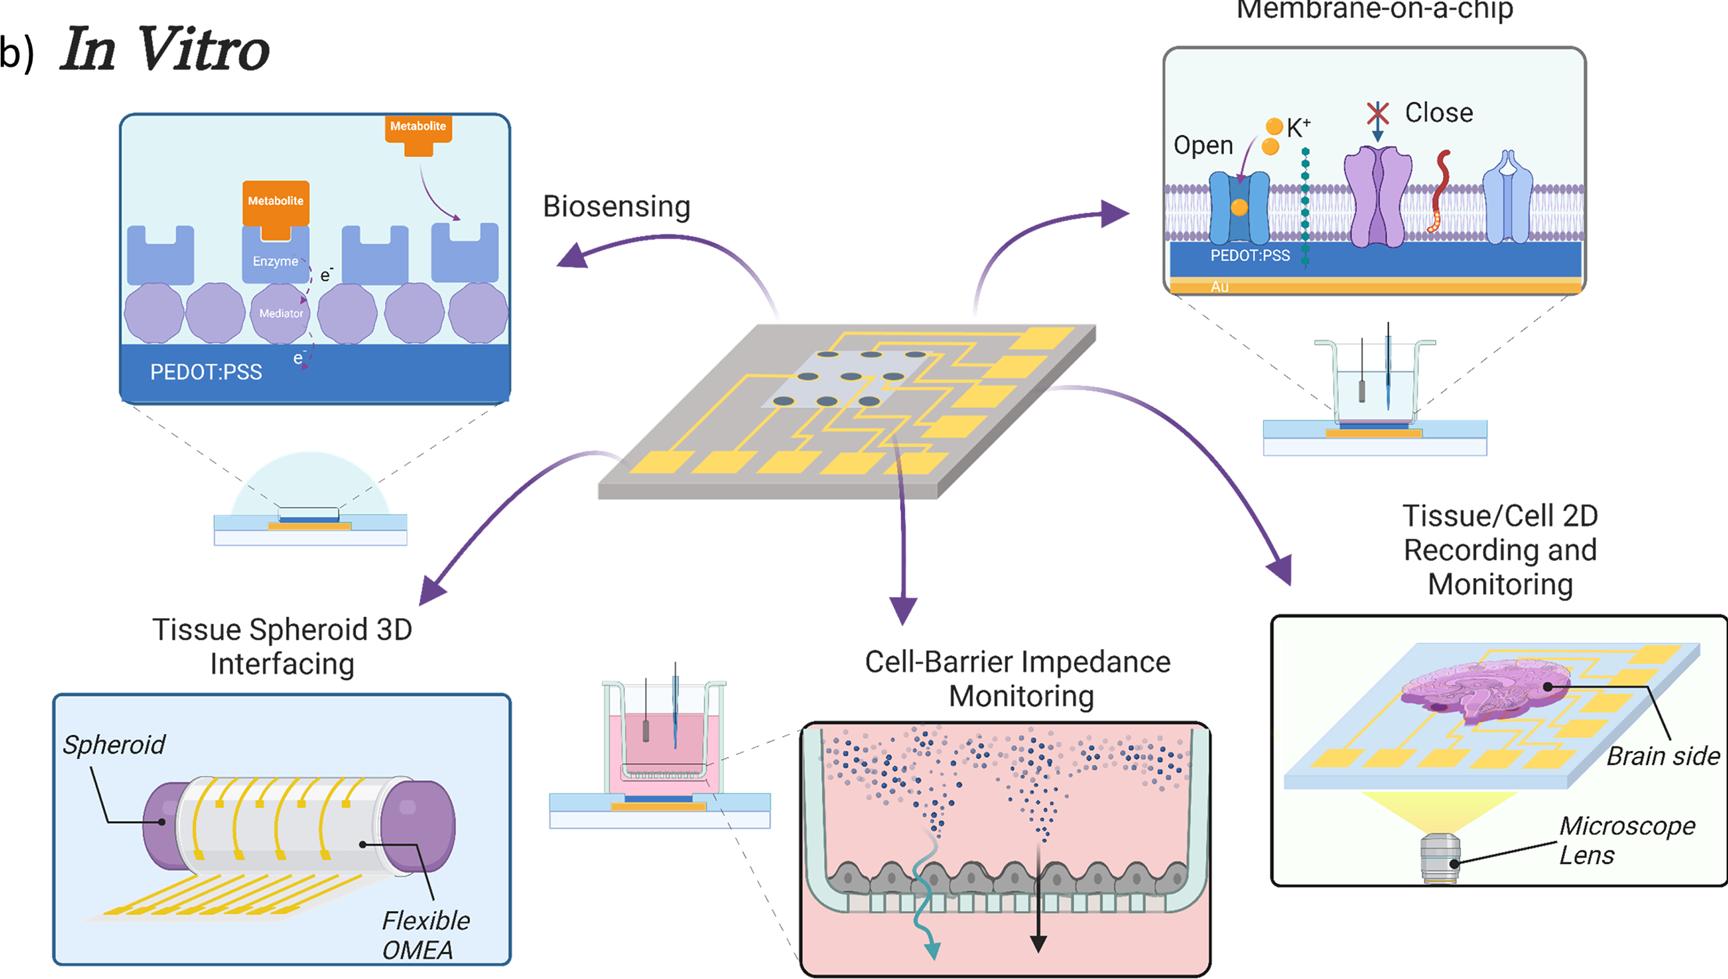 b) In Vitro
Membrane-on-a-chip
Metabolite
Metabolite
Enzyme
e-
Mediator
e-
PEDOT:PSS
Biosensing
Open
K+
Close
PEDOT:PSS
Au
Tissue Spheroid 3D
Interfacing
Spheroid
Flexible
OMEA
Cell-Barrier Impedance
Monitoring
Tissue/Cell 2D
Recording and
Monitoring
Brain side
Microscope
Lens